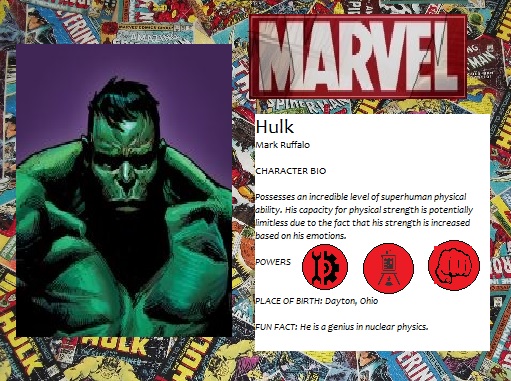 MARVEL
Hulk
Mark Ruffalo
CHARACTER BIO
Possesses an incredible level of superhuman physical
ability. His capacity for physical strength is potentially
limitless due to the fact that his strength is increased
based on his emotions.
POWERS
PLACE OF BIRTH: Dayton, Ohio
FUN FACT: He is a genius in nuclear physics.